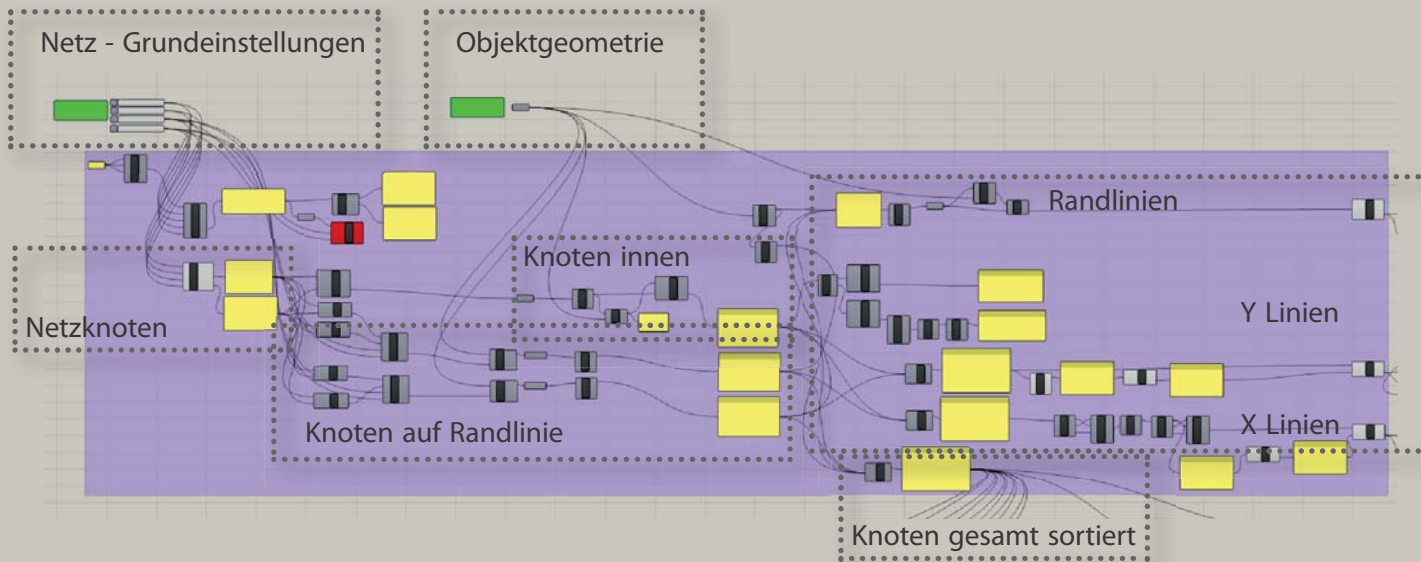 Netz - Grundeinstellungen
Objektgeometrie
Randlinien
Knoten innen
Netzknoten
Y Linien
Knoten auf Randlinie
X Linien
Knoten gesamt sortiert